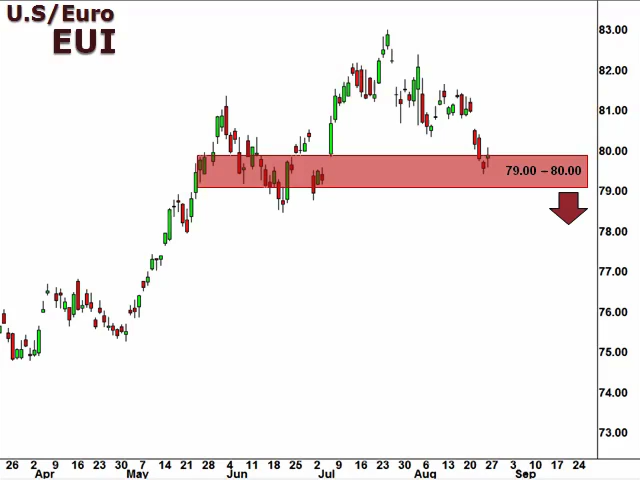 U.S/Euro
EUI
83.00
82.00
81.00
80.00
79.00 – 80.00
79.00
78.00
77.00
76.00
75.00
74.00
73.00
26 2 9 16 23 30 7 14 21 28 4 11 18 25 2 9 16 23 30 6 13 20 27 3 10 17 24
Apr May Jun Jul Aug Sep